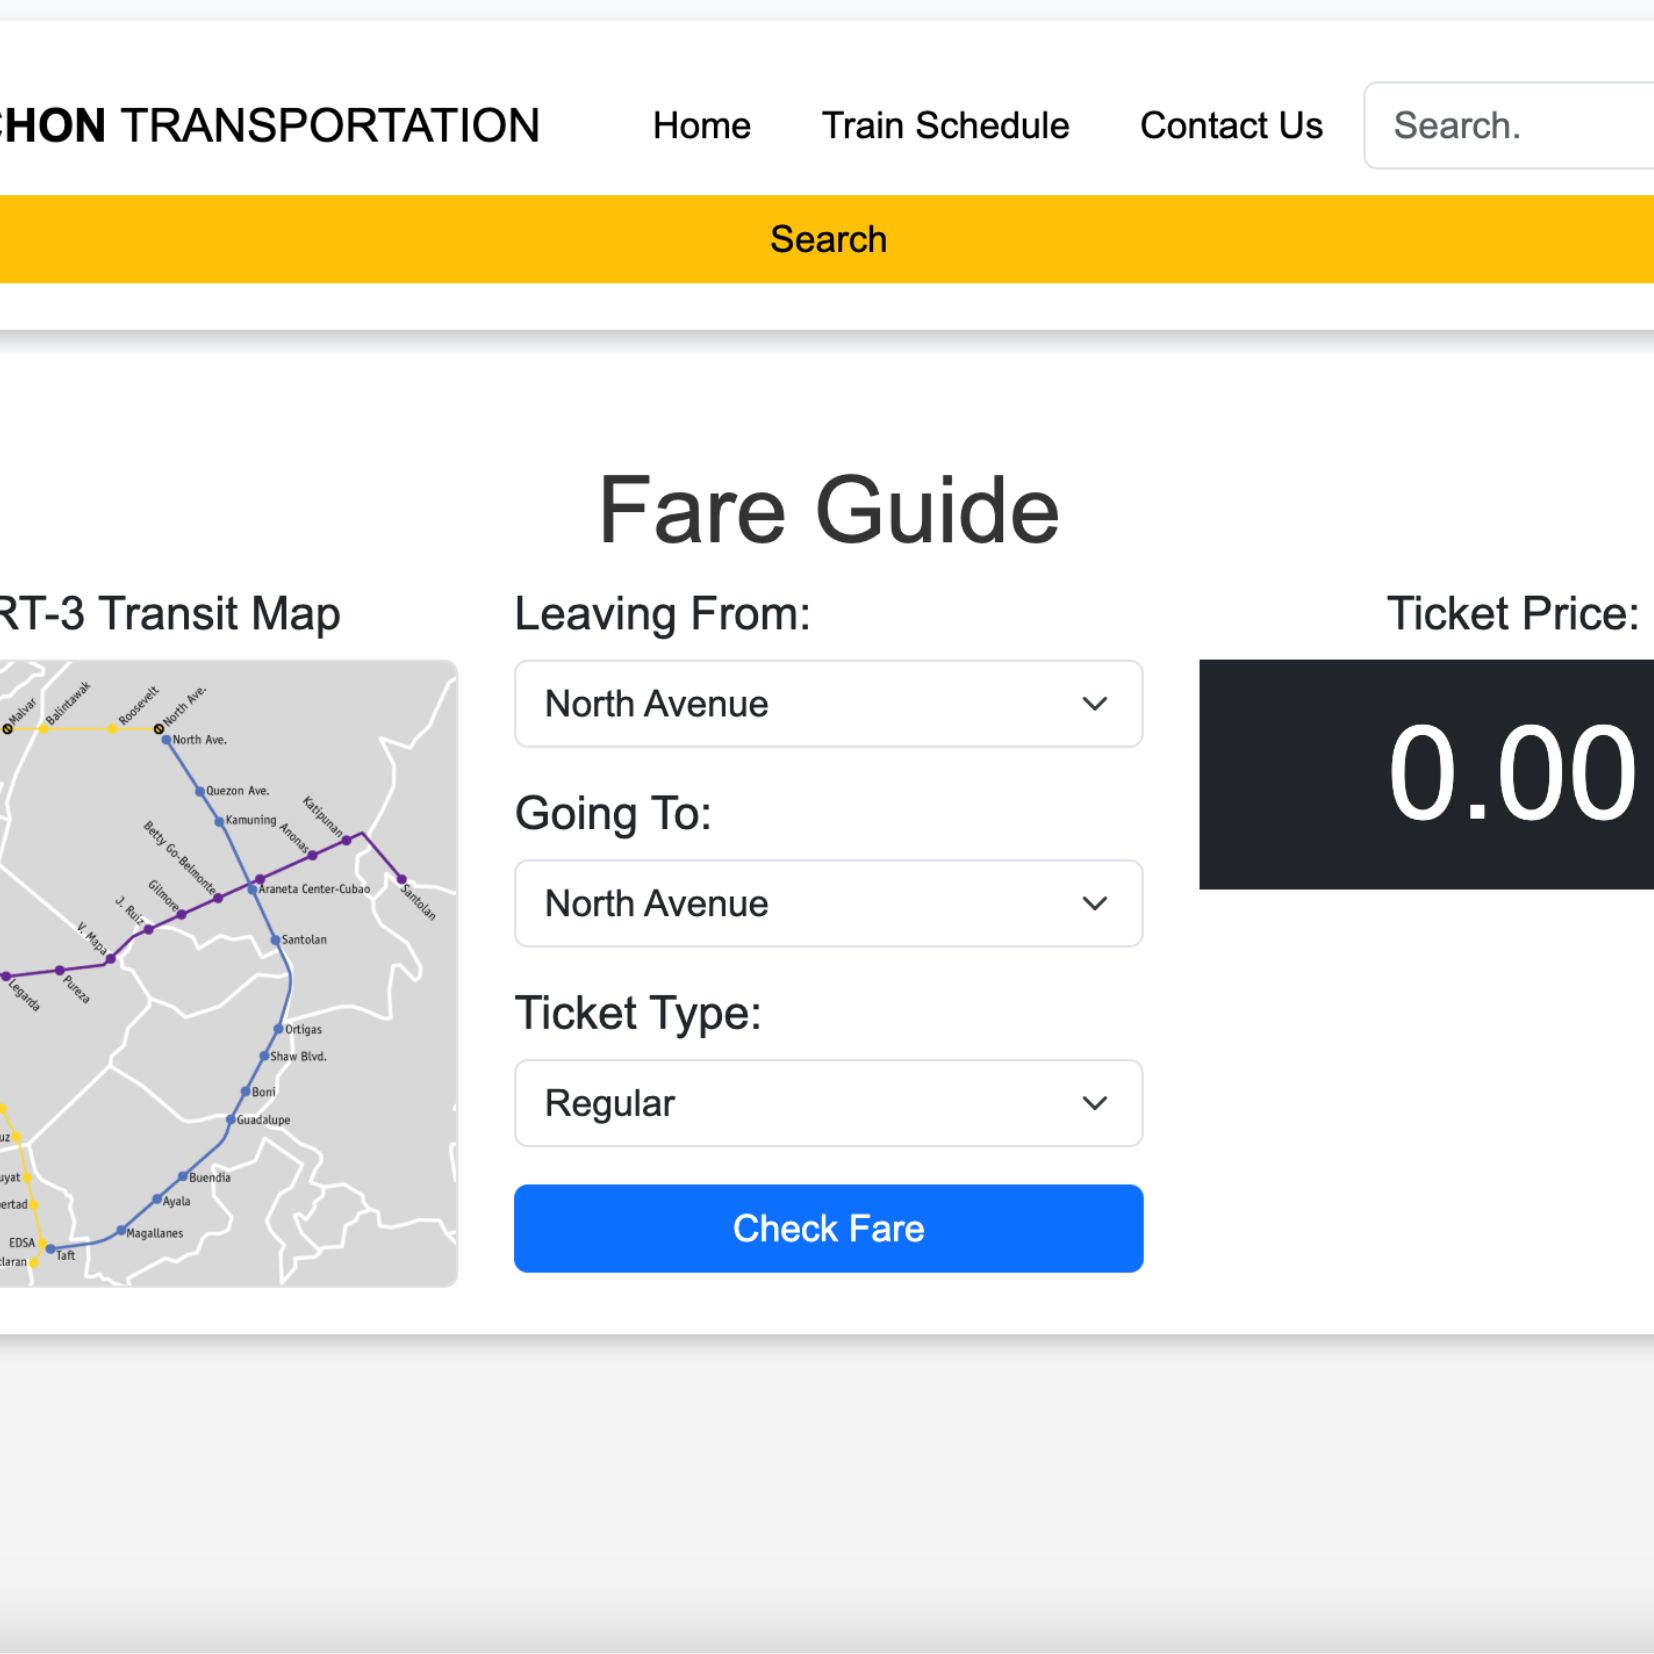 CHON TRANSPORTATION
Home
Train Schedule
Contact Us
Search.
Search
Fare Guide
RT-3 Transit Map
Malvar
Balintawak
Roosevelt
North Ave.
North Ave.
Quezon Ave.
Kamuning
Anonas
Katipunan
Betty Go-Belmonte
Gilmore
J. Ruiz
V. Mapa
Araneta Center-Cubao
Santolan
Santolan
Legarda
Pureza
Ortigas
Shaw Blvd.
Boni
Guadalupe
uz
uyat
Buendia
ertad
Ayala
Magallanes
EDSA
Taft
laran
Leaving From:
North Avenue
Going To:
North Avenue
Ticket Type:
Regular
Check Fare
Ticket Price:
0.00